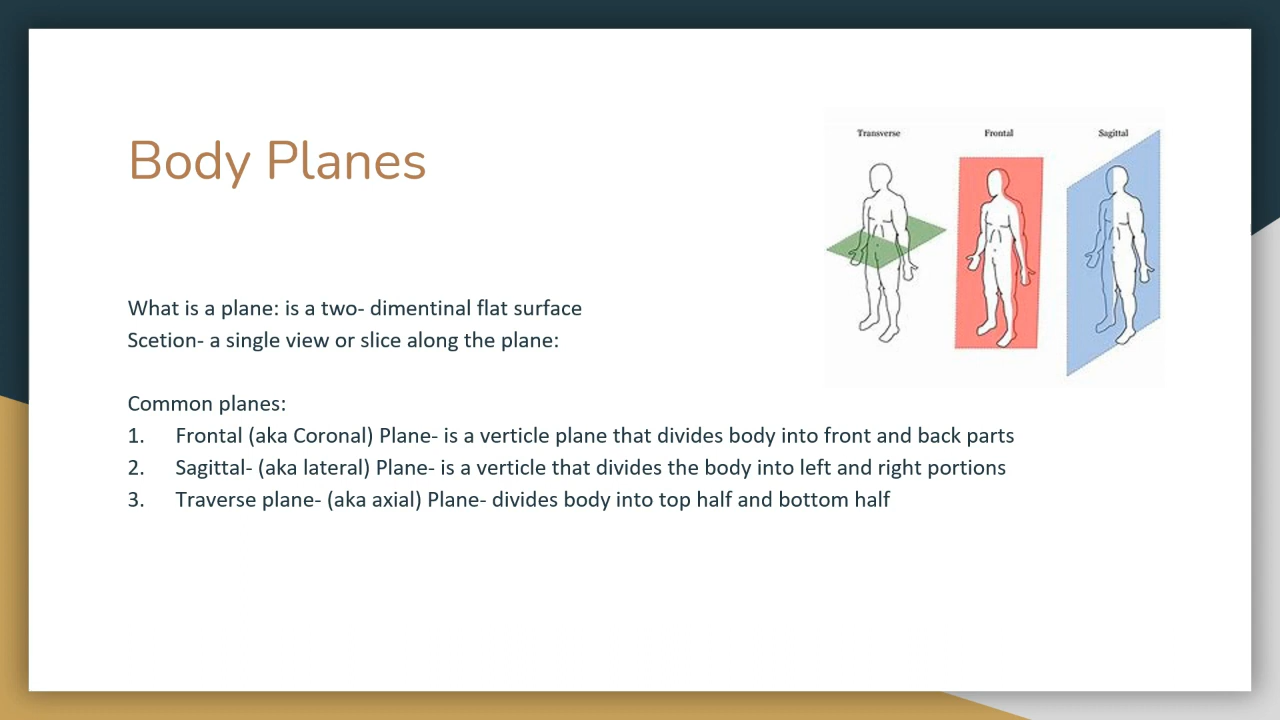 Body Planes
Transverse
Frontal
Sagittal
What is a plane: is a two- dimentinal flat surface
Scetion- a single view or slice along the plane:
Common planes:
1. Frontal (aka Coronal) Plane- is a verticle plane that divides body into front and back parts
2. Sagittal- (aka lateral) Plane- is a verticle that divides the body into left and right portions
3. Traverse plane- (aka axial) Plane- divides body into top half and bottom half